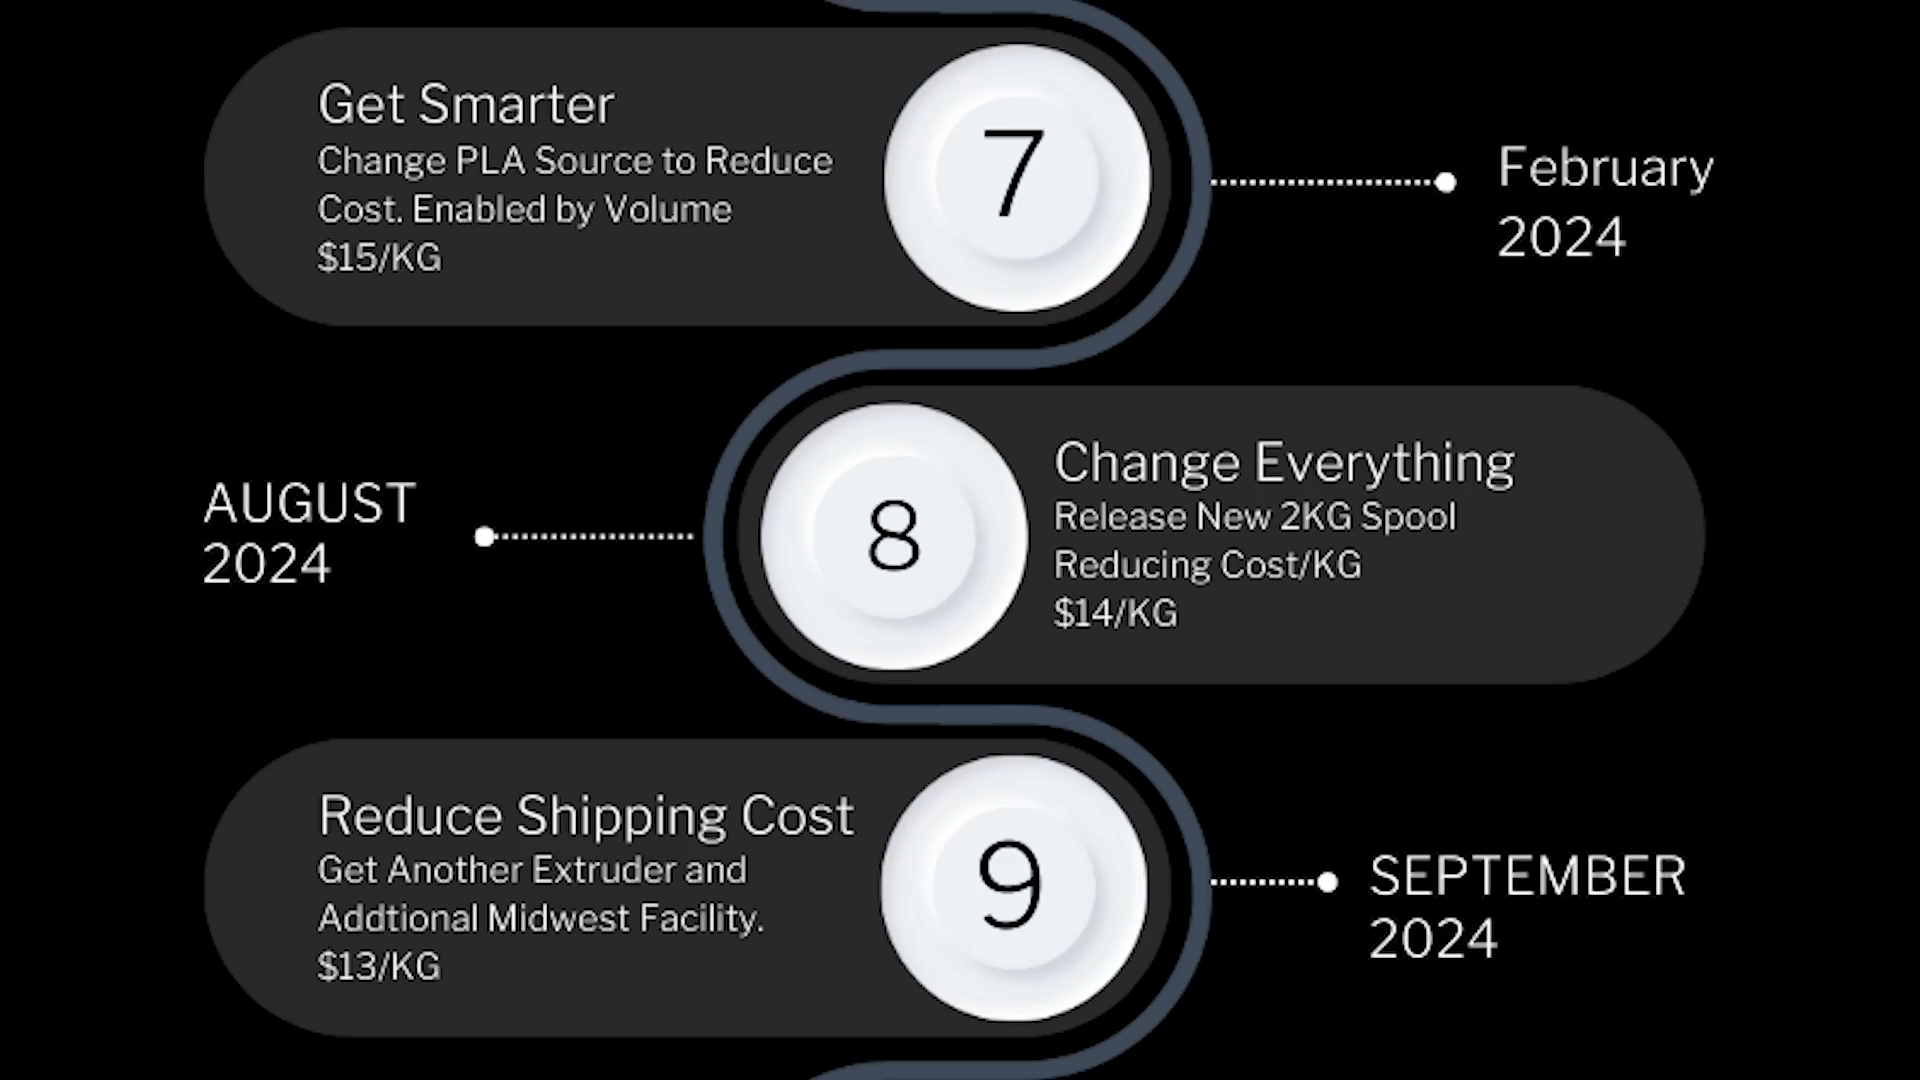 Get Smarter
Change PLA Source to Reduce
Cost. Enabled by Volume
$15/KG
7
February
2024
AUGUST
2024
8
Change Everything
Release New 2KG Spool
Reducing Cost/KG
$14/KG
Reduce Shipping Cost
Get Another Extruder and
Addtional Midwest Facility.
$13/KG
9
SEPTEMBER
2024